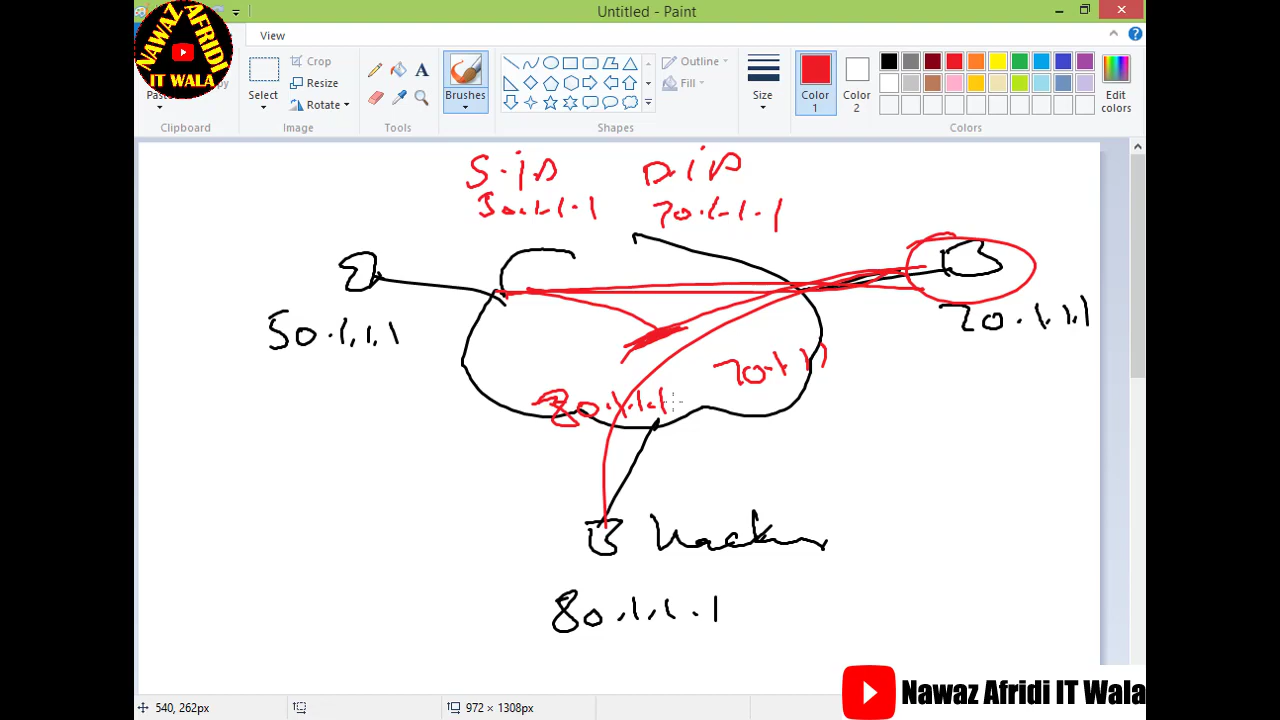 Untitled - Paint
NAWAZ AFRIDI
IT WALA
View
Paste
Crop
Resize
Rotate
Select
Brushes
Outline
Fill
Size
Color
1
Color
2
Edit
colors
Clipboard
Image
Tools
Shapes
Colors
S.iP D.iP
50.1.1.1 70.1.1.1
50.1.1.1
70.1.1.1
70.1.1.1
80.1.1.1
Hacker
80.1.1.1
540, 262px
972 × 1308px
Nawaz Afridi IT Wala